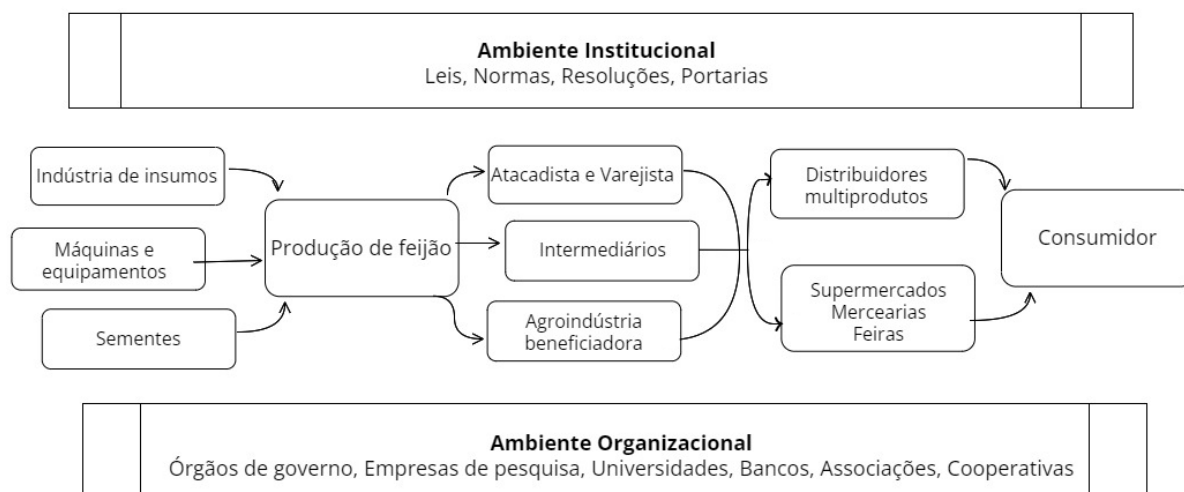 Ambiente Institucional
Leis, Normas, Resoluções, Portarias
Indústria de insumos
Máquinas e
equipamentos
Sementes
Produção de feijão
Atacadista e Varejista
Intermediários
Agroindústria
beneficiadora
Distribuidores
multiprodutos
Supermercados
Mercearias
Feiras
Consumidor
Ambiente Organizacional
Órgãos de governo, Empresas de pesquisa, Universidades, Bancos, Associações, Cooperativas